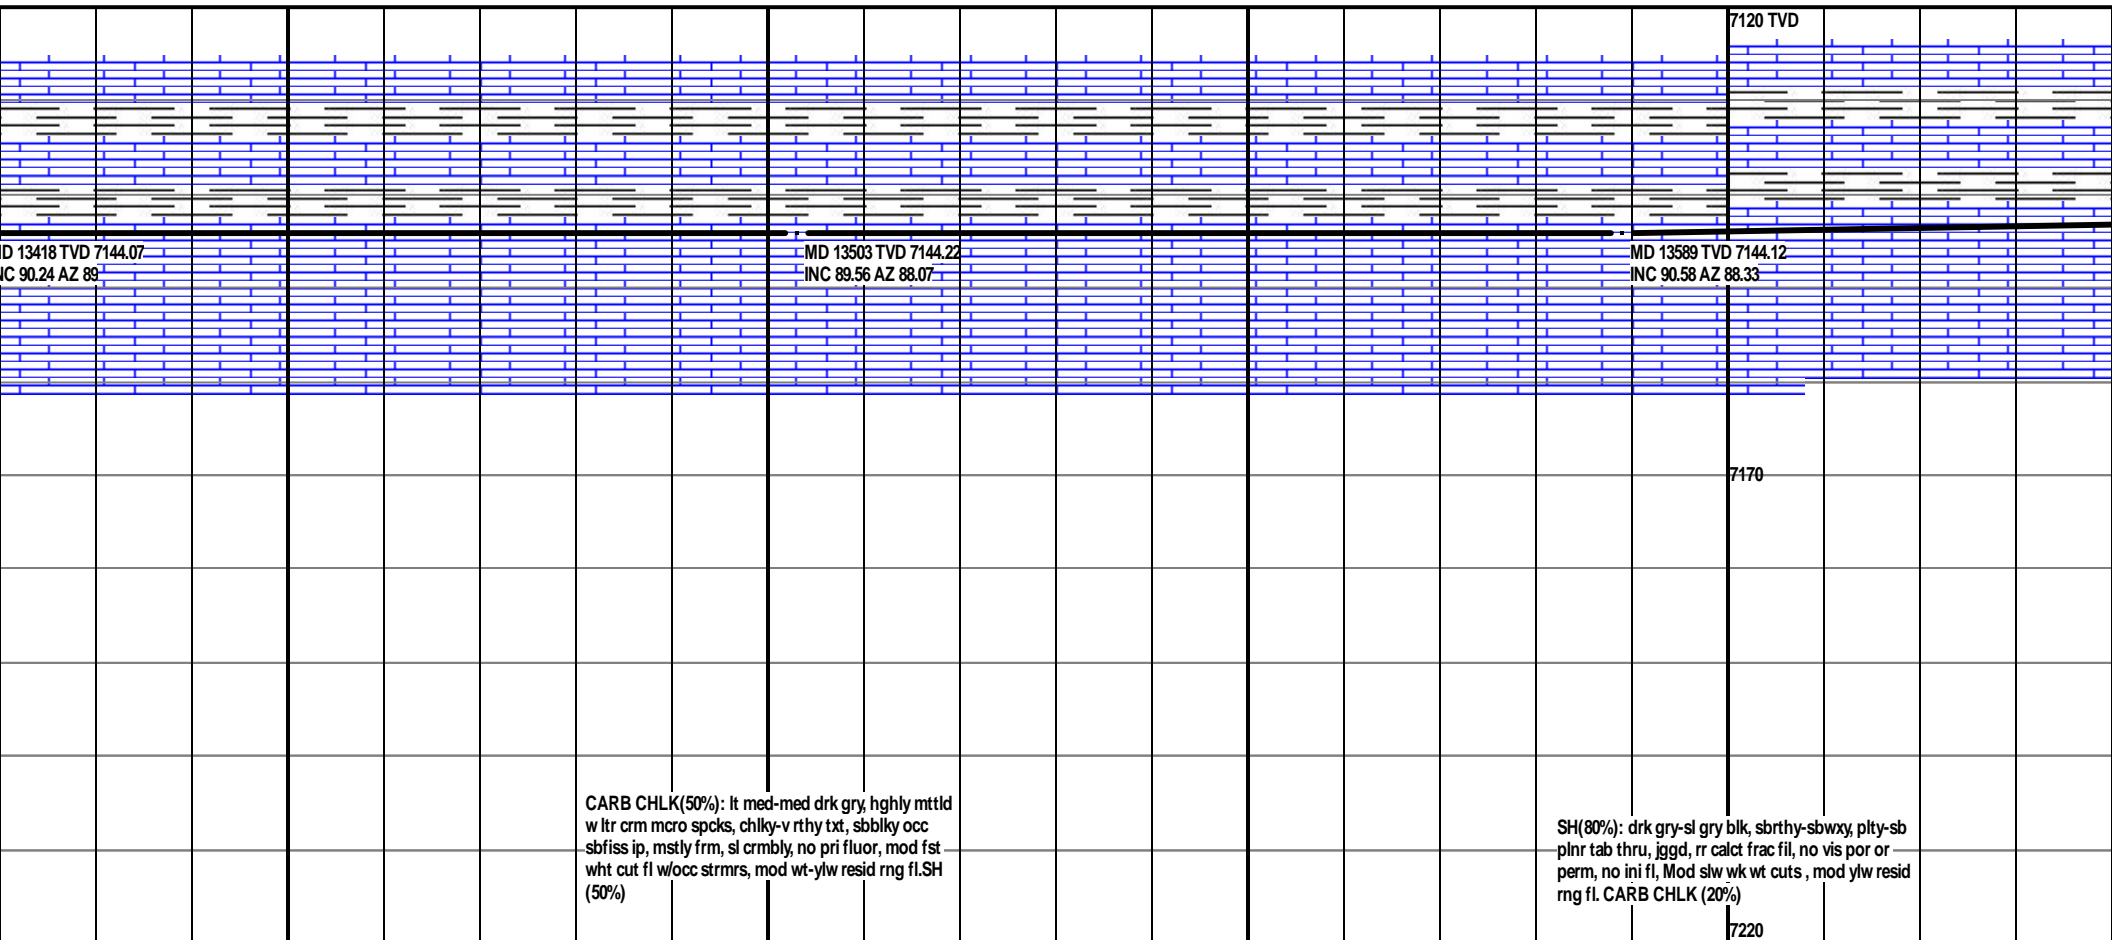 7120 TVD
D 13418 TVD 7144.07
NC 90.24 AZ 89
MD 13503 TVD 7144.22
INC 89.56 AZ 88.07
MD 13589 TVD 7144.12
INC 90.58 AZ 88.33
7170
CARB CHLK(50%): lt med-med drk gry, hghly mttld
w ltr crm mcro spcks, chlky-v rthy txt, sbblky occ
sbfiss ip, mstly frm, sl crmbly, no pri fluor, mod fst
wht cut fl w/occ strmrs, mod wt-ylw resid rng fl.SH
(50%)
SH(80%): drk gry-sl gry blk, sbrthy-sbwxy, plty-sb
plnr tab thru, jggd, rr calct frac fil, no vis por or
perm, no ini fl, Mod slw wk wt cuts , mod ylw resid
rng fl. CARB CHLK (20%)
7220